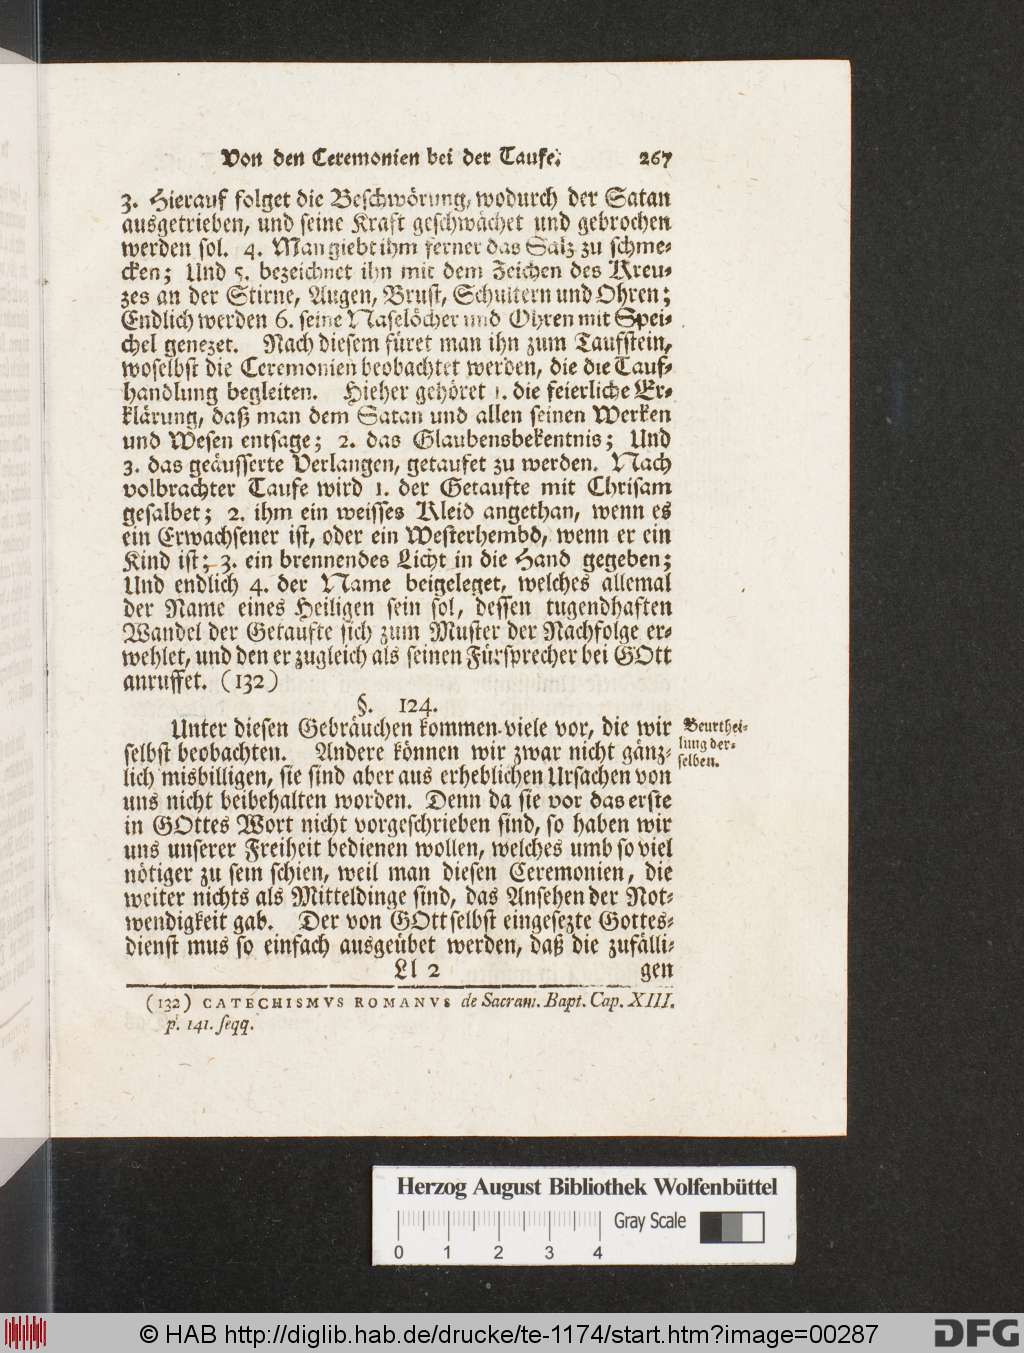 Von den Ceremonien bei der Taufe. 267
3. Hierauf folget die Beschwörung, wodurch der Satan
ausgetrieben, und seine Kraft geschwächet und gebrochen
werden sol. 4. Man giebt ihm ferner das Salz zu schme-
cken; Und 5. bezeichnet ihn mit dem Zeichen des Kreu-
zes an der Stirne, Augen, Brust, Schultern und Ohren;
Endlich werden 6. seine Naselöcher und Ohren mit Spei-
chel genezet. Nach diesem füret man ihn zum Taufstein,
woselbst die Ceremonien beobachtet werden, die die Tauf-
handlung begleiten. Hieher gehöret 1. die feierliche Er-
klärung, daß man dem Satan und allen seinen Werken
und Wesen entsage; 2. das Glaubensbekentnis; Und
3. das geäusserte Verlangen, getaufet zu werden. Nach
volbrachter Taufe wird 1. der Getaufte mit Chrisam
gesalbet; 2. ihm ein weisses Kleid angethan, wenn es
ein Erwachsener ist, oder ein Westerhembd, wenn er ein
Kind ist; 3. ein brennendes Licht in die Hand gegeben;
Und endlich 4. der Name beigeleget, welches allemal
der Name eines Heiligen sein sol, dessen tugendhaften
Wandel der Getaufte sich zum Muster der Nachfolge er-
wehlet, und den er zugleich als seinen Fürsprecher bei GOtt
anruffet. (132)
§. 124.
Unter diesen Gebräuchen kommen viele vor, die wir
selbst beobachten. Andere können wir zwar nicht gänz-
lich misbilligen, sie sind aber aus erheblichen Ursachen von
uns nicht beibehalten worden. Denn da sie vor das erste
in GOttes Wort nicht vorgeschrieben sind, so haben wir
uns unserer Freiheit bedienen wollen, welches umb so viel
nötiger zu sein schien, weil man diesen Ceremonien, die
weiter nichts als Mitteldinge sind, das Ansehen der Not-
wendigkeit gab. Der von GOtt selbst eingesezte Gottes-
dienst mus so einfach ausgeübet werden, daß die zufälli-
Ll 2 gen
Beurthei-
lung der-
selben.
(132) CATECHISMVS ROMANVS de Sacram. Bapt. Cap. XIII.
p. 141. seqq.
Herzog August Bibliothek Wolfenbüttel
Gray Scale
0 1 2 3 4
© HAB http://diglib.hab.de/drucke/te-1174/start.htm?image=00287
DFG